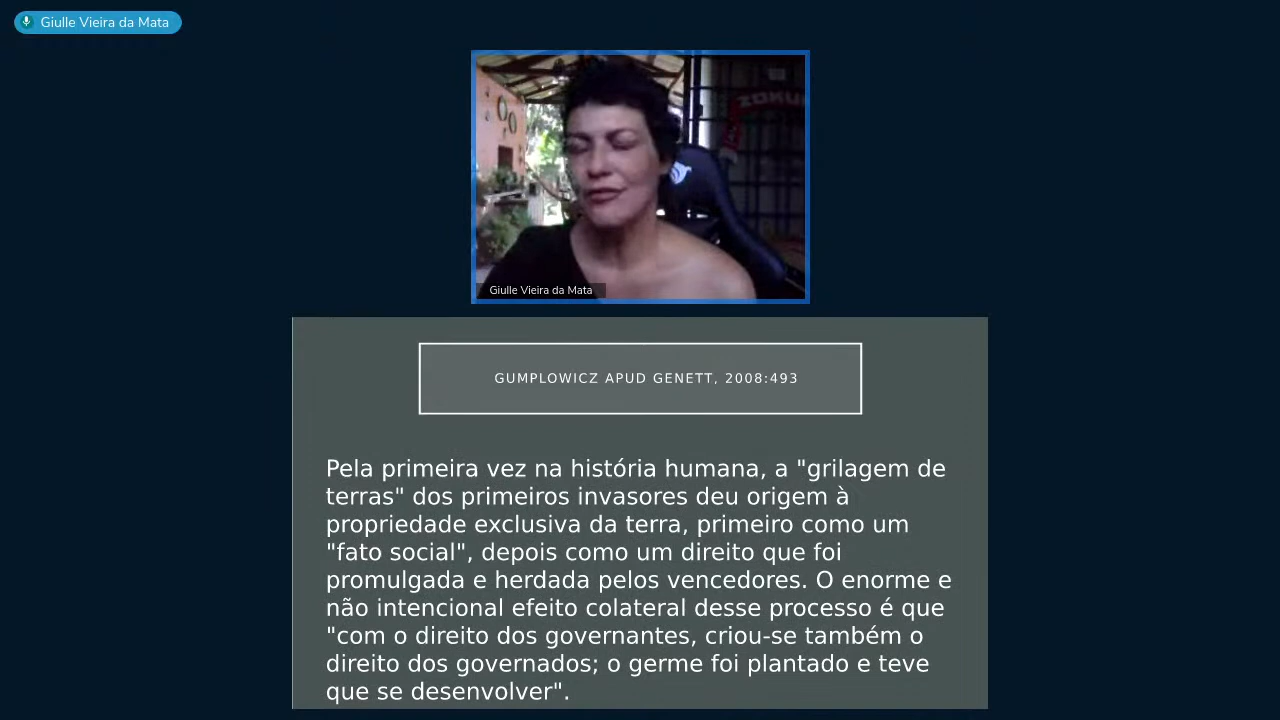 Giulle Vieira da Mata
Giulle Vieira da Mata
GUMPLOWICZ APUD GENETT, 2008:493
Pela primeira vez na história humana, a "grilagem de
terras" dos primeiros invasores deu origem à
propriedade exclusiva da terra, primeiro como um
"fato social", depois como um direito que foi
promulgada e herdada pelos vencedores. O enorme e
não intencional efeito colateral desse processo é que
"com o direito dos governantes, criou-se também o
direito dos governados; o germe foi plantado e teve
que se desenvolver".